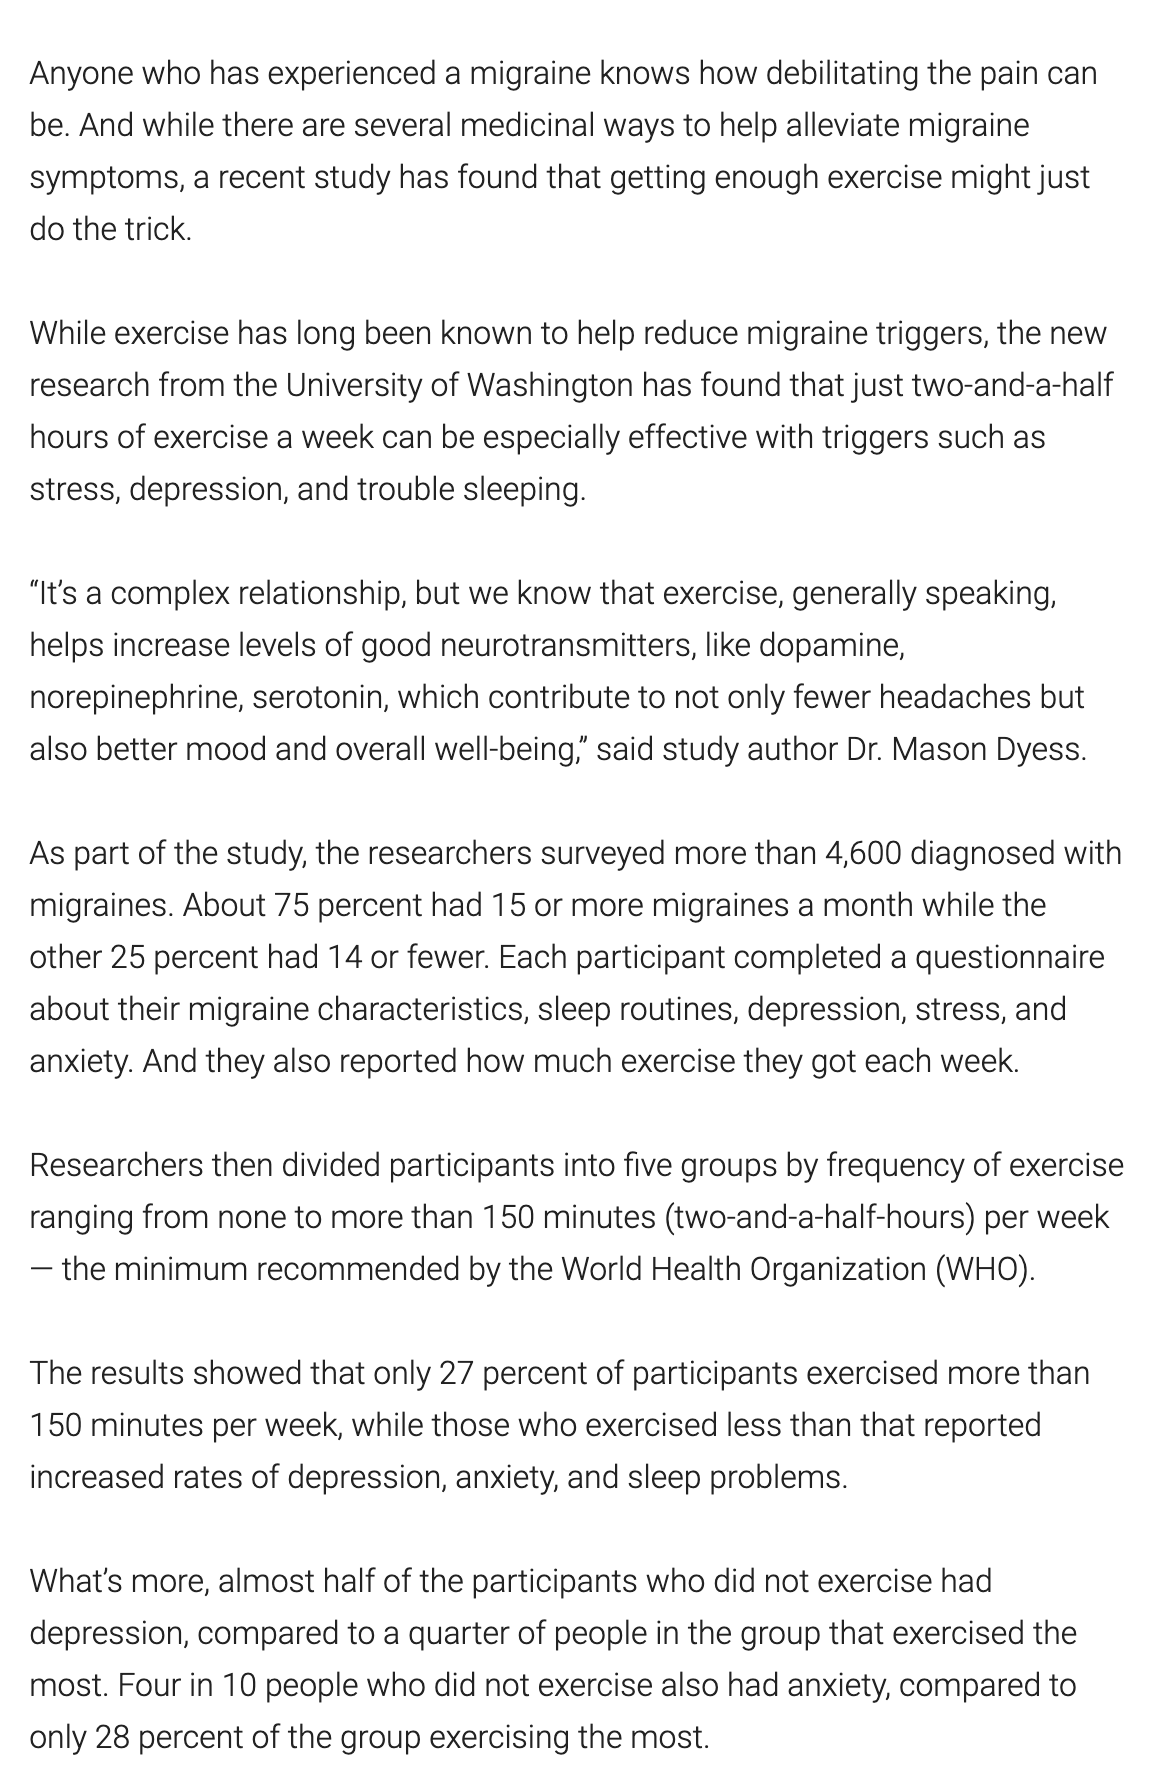 Anyone who has experienced a migraine knows how debilitating the pain can
be. And while there are several medicinal ways to help alleviate migraine
symptoms, a recent study has found that getting enough exercise might just
do the trick.
While exercise has long been known to help reduce migraine triggers, the new
research from the University of Washington has found that just two-and-a-half
hours of exercise a week can be especially effective with triggers such as
stress, depression, and trouble sleeping.
“It’s a complex relationship, but we know that exercise, generally speaking,
helps increase levels of good neurotransmitters, like dopamine,
norepinephrine, serotonin, which contribute to not only fewer headaches but
also better mood and overall well-being,” said study author Dr. Mason Dyess.
As part of the study, the researchers surveyed more than 4,600 diagnosed with
migraines. About 75 percent had 15 or more migraines a month while the
other 25 percent had 14 or fewer. Each participant completed a questionnaire
about their migraine characteristics, sleep routines, depression, stress, and
anxiety. And they also reported how much exercise they got each week.
Researchers then divided participants into five groups by frequency of exercise
ranging from none to more than 150 minutes (two-and-a-half-hours) per week
— the minimum recommended by the World Health Organization (WHO).
The results showed that only 27 percent of participants exercised more than
150 minutes per week, while those who exercised less than that reported
increased rates of depression, anxiety, and sleep problems.
What’s more, almost half of the participants who did not exercise had
depression, compared to a quarter of people in the group that exercised the
most. Four in 10 people who did not exercise also had anxiety, compared to
only 28 percent of the group exercising the most.